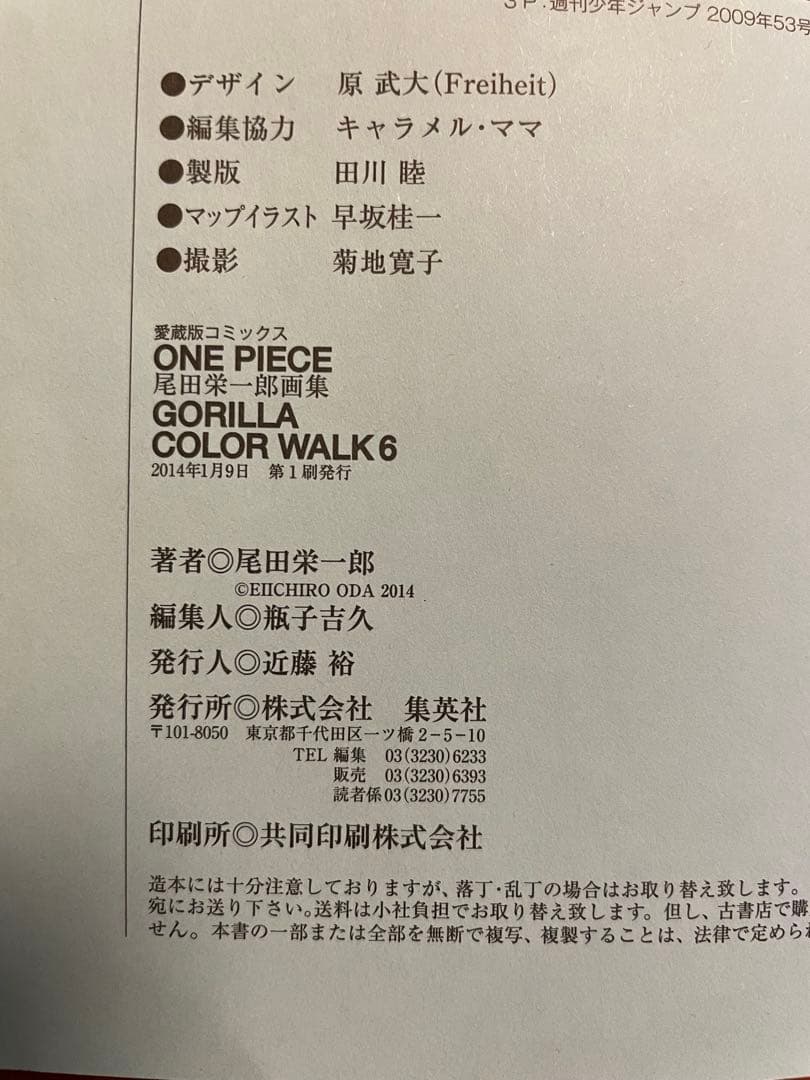 3P:週刊少年ジャンプ 2009年53号
●デザイン 原 武大(Freiheit)
●編集協力 キャラメル・ママ
●製版 田川 睦
●マップイラスト 早坂桂一
●撮影 菊地寛子
愛蔵版コミックス
ONE PIECE
尾田栄一郎画集
GORILLA
COLOR WALK 6
2014年1月9日 第1刷発行
著者◎尾田栄一郎
©EIICHIRO ODA 2014
編集人◎瓶子吉久
発行人◎近藤 裕
発行所◎株式会社 集英社
〒101-8050 東京都千代田区一ツ橋2-5-10
TEL 編集 03(3230)6233
販売 03(3230)6393
読者係03(3230)7755
印刷所◎共同印刷株式会社
造本には十分注意しておりますが、落丁・乱丁の場合はお取り替え致します。
宛にお送り下さい。送料は小社負担でお取り替え致します。但し、古書店で購
せん。本書の一部または全部を無断で複写、複製することは、法律で定められ